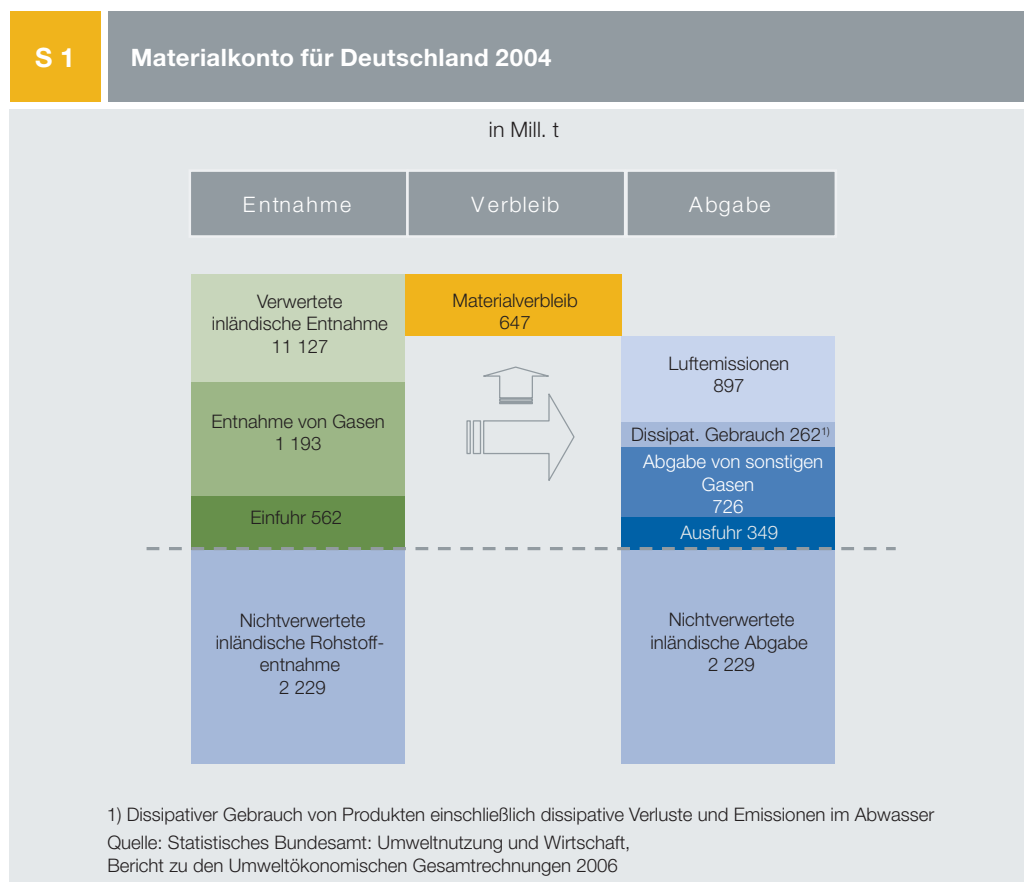 S 1
Materialkonto für Deutschland 2004
in Mill. t
Entnahme
Verbleib
Abgabe
Verwertete
inländische Entnahme
11 127
Entnahme von Gasen
1 193
Einfuhr 562
Nichtverwertete
inländische Rohstoff-
entnahme
2 229
Materialverbleib
647
Luftemissionen
897
Dissipat. Gebrauch 262¹⁾
Abgabe von sonstigen
Gasen
726
Ausfuhr 349
Nichtverwertete
inländische Abgabe
2 229
1) Dissipativer Gebrauch von Produkten einschließlich dissipative Verluste und Emissionen im Abwasser
Quelle: Statistisches Bundesamt: Umweltnutzung und Wirtschaft,
Bericht zu den Umweltökonomischen Gesamtrechnungen 2006